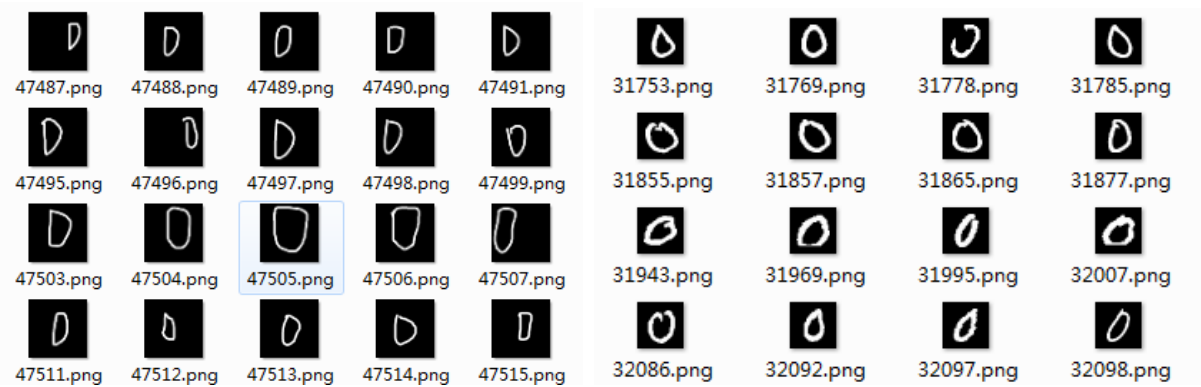 47487.png 47488.png 47489.png 47490.png 47491.png
47495.png 47496.png 47497.png 47498.png 47499.png
47503.png 47504.png 47505.png 47506.png 47507.png
47511.png 47512.png 47513.png 47514.png 47515.png
31753.png 31769.png 31778.png 31785.png
31855.png 31857.png 31865.png 31877.png
31943.png 31969.png 31995.png 32007.png
32086.png 32092.png 32097.png 32098.png